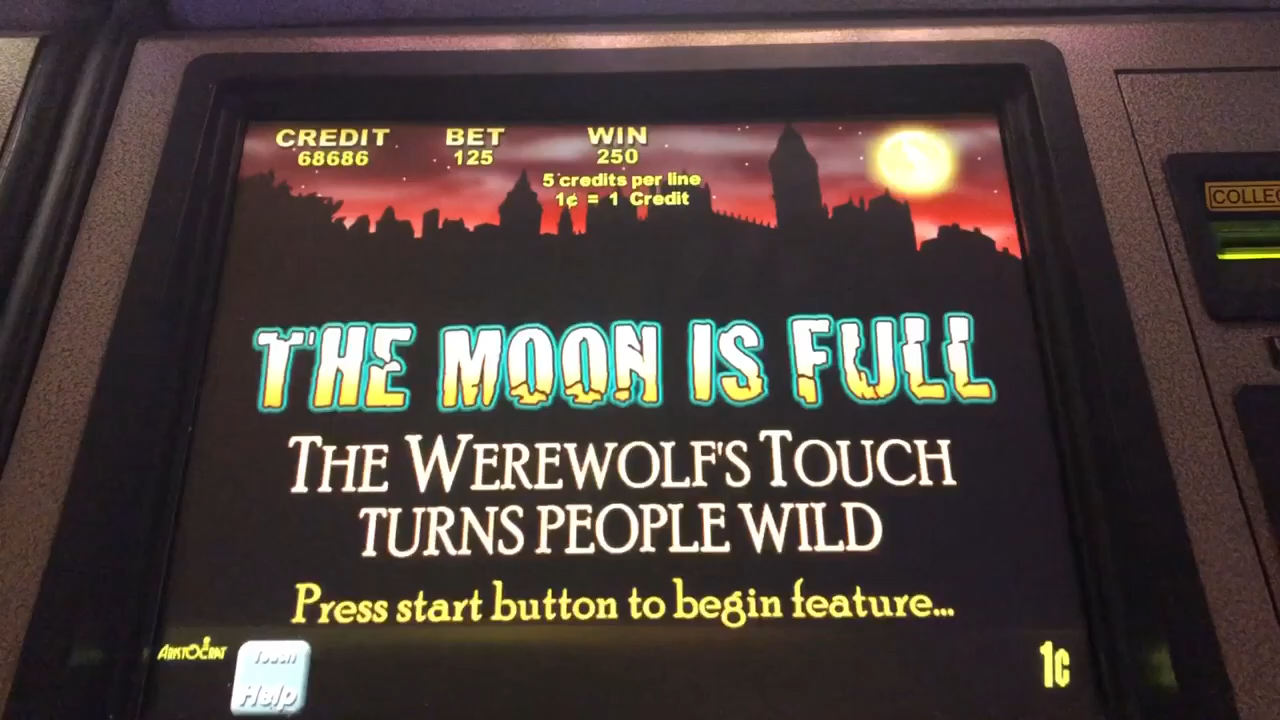 CREDIT BET WIN
68686 125 250
5 credits per line
1¢ = 1 Credit
THE MOON IS FULL
THE WEREWOLF'S TOUCH
TURNS PEOPLE WILD
Press start button to begin feature...
ARISTOCRAT
Touch
Help
1¢